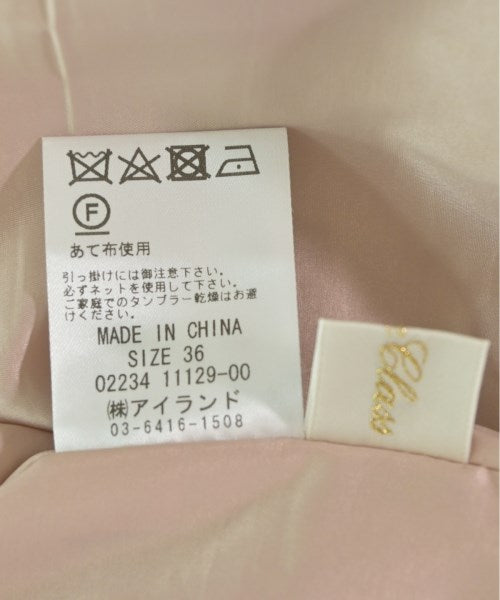 F
あて布使用
引っ掛けには御注意下さい。
必ずネットを使用して下さい。
ご家庭でのタンブラー乾燥はお避
けください。
MADE IN CHINA
SIZE 36
02234 11129-00
㈱アイランド
03-6416-1508
Class